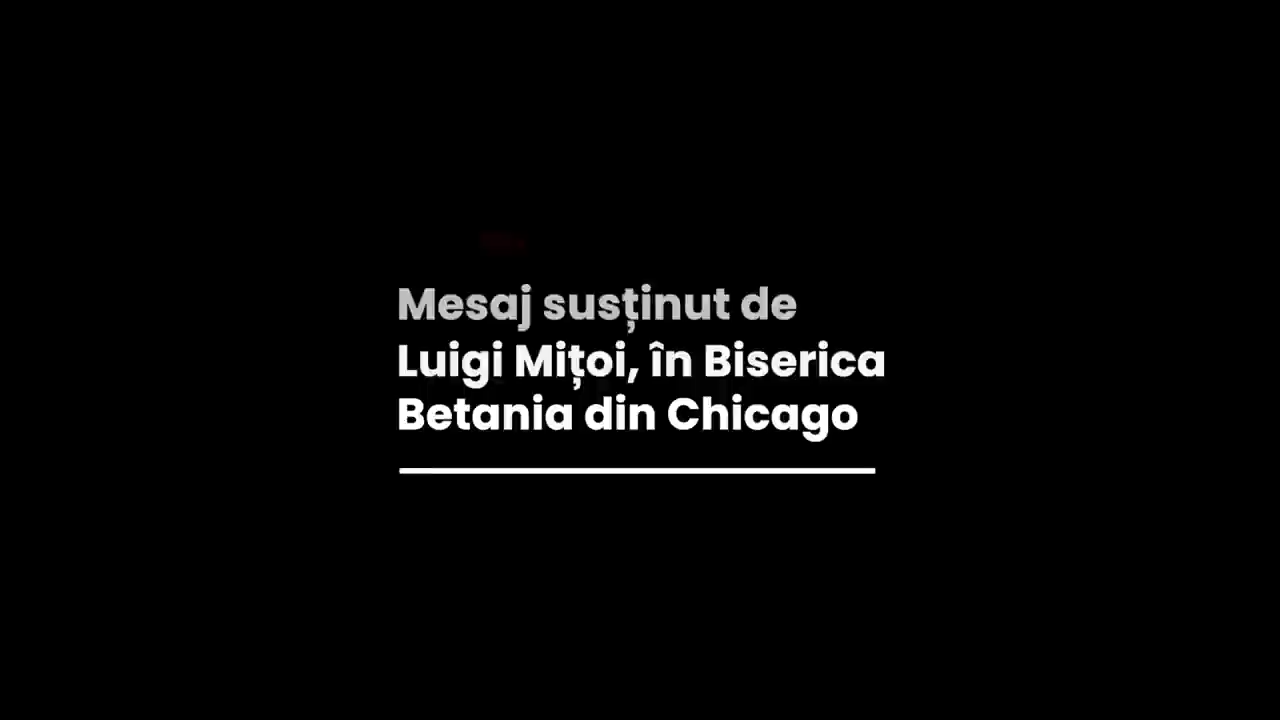 Mesaj susținut de
Luigi Mițoi, în Biserica
Betania din Chicago